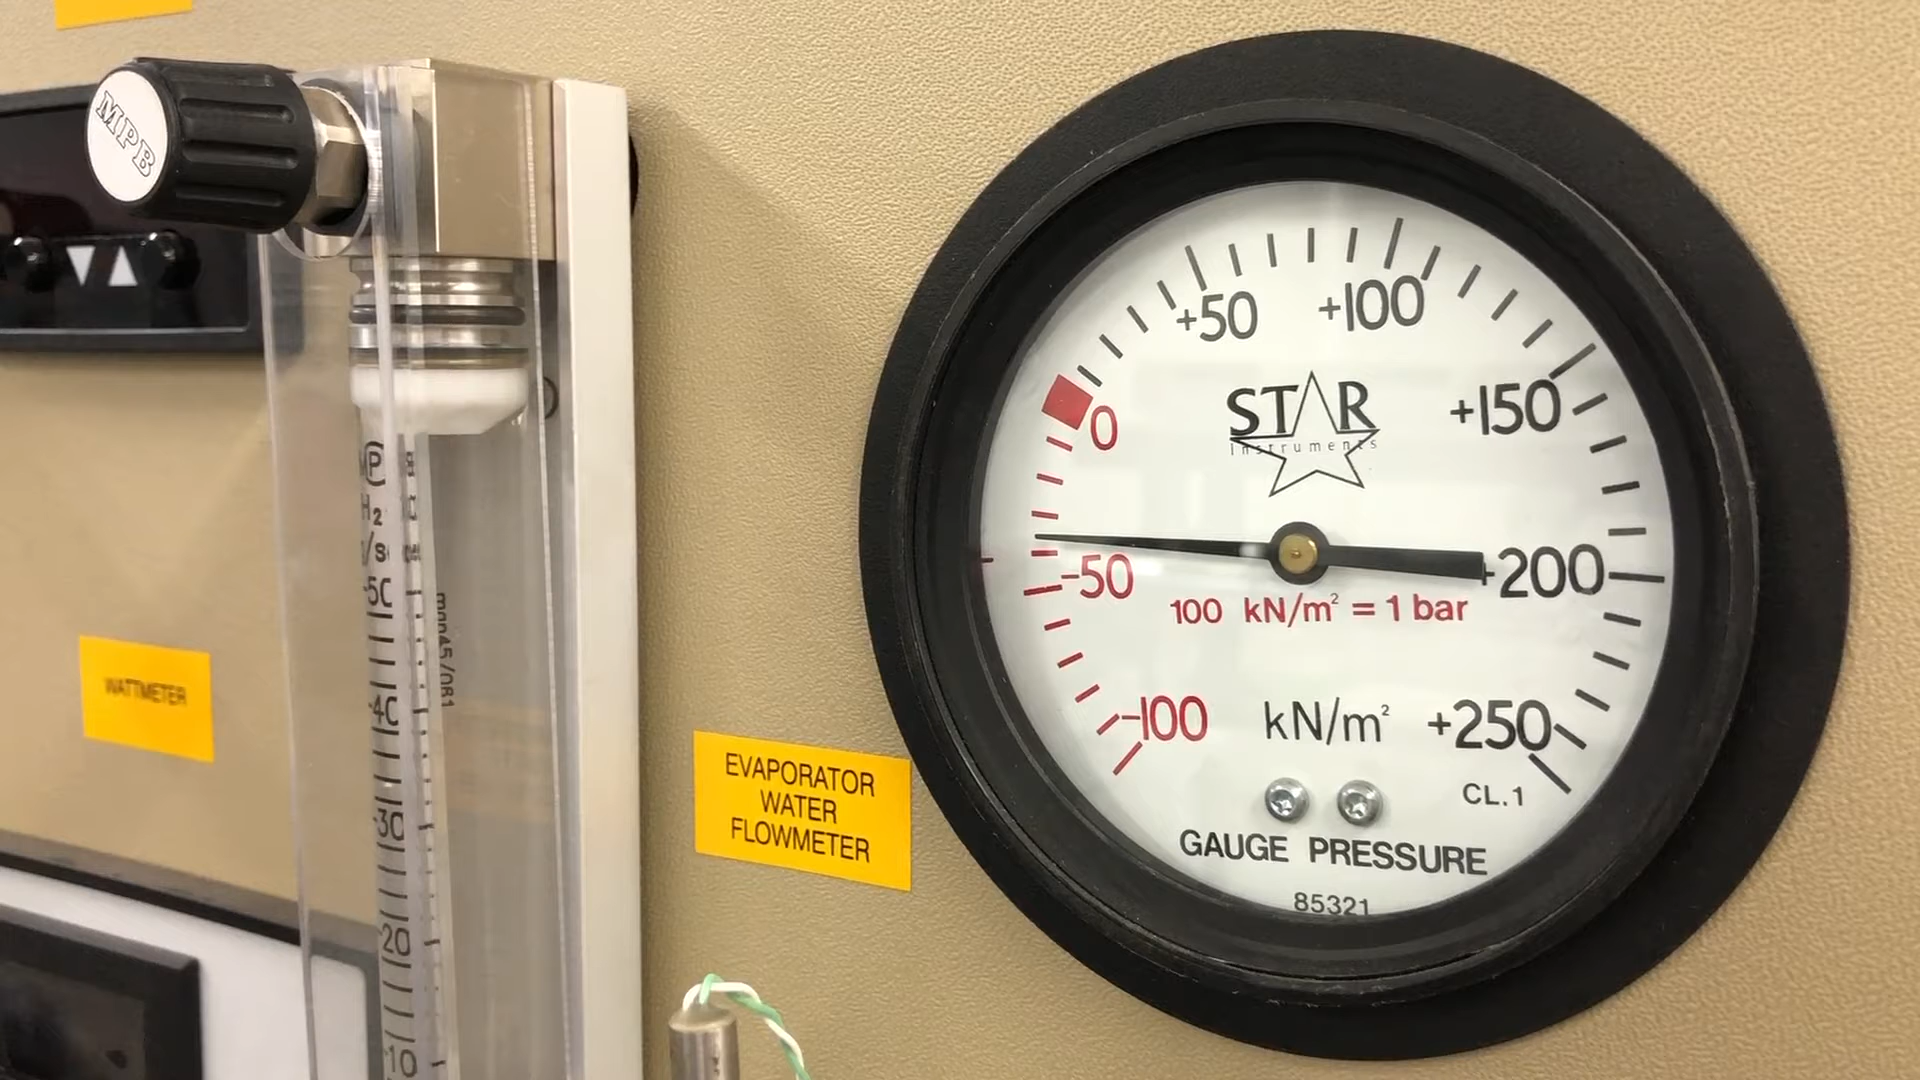 MPB
50
40
30
20
10
WATTMETER
EVAPORATOR
WATER
FLOWMETER
+50 +100
+150
0
STAR
Instruments
-50
+200
100 kN/m² = 1 bar
-100
kN/m²
+250
CL.1
GAUGE PRESSURE
85321